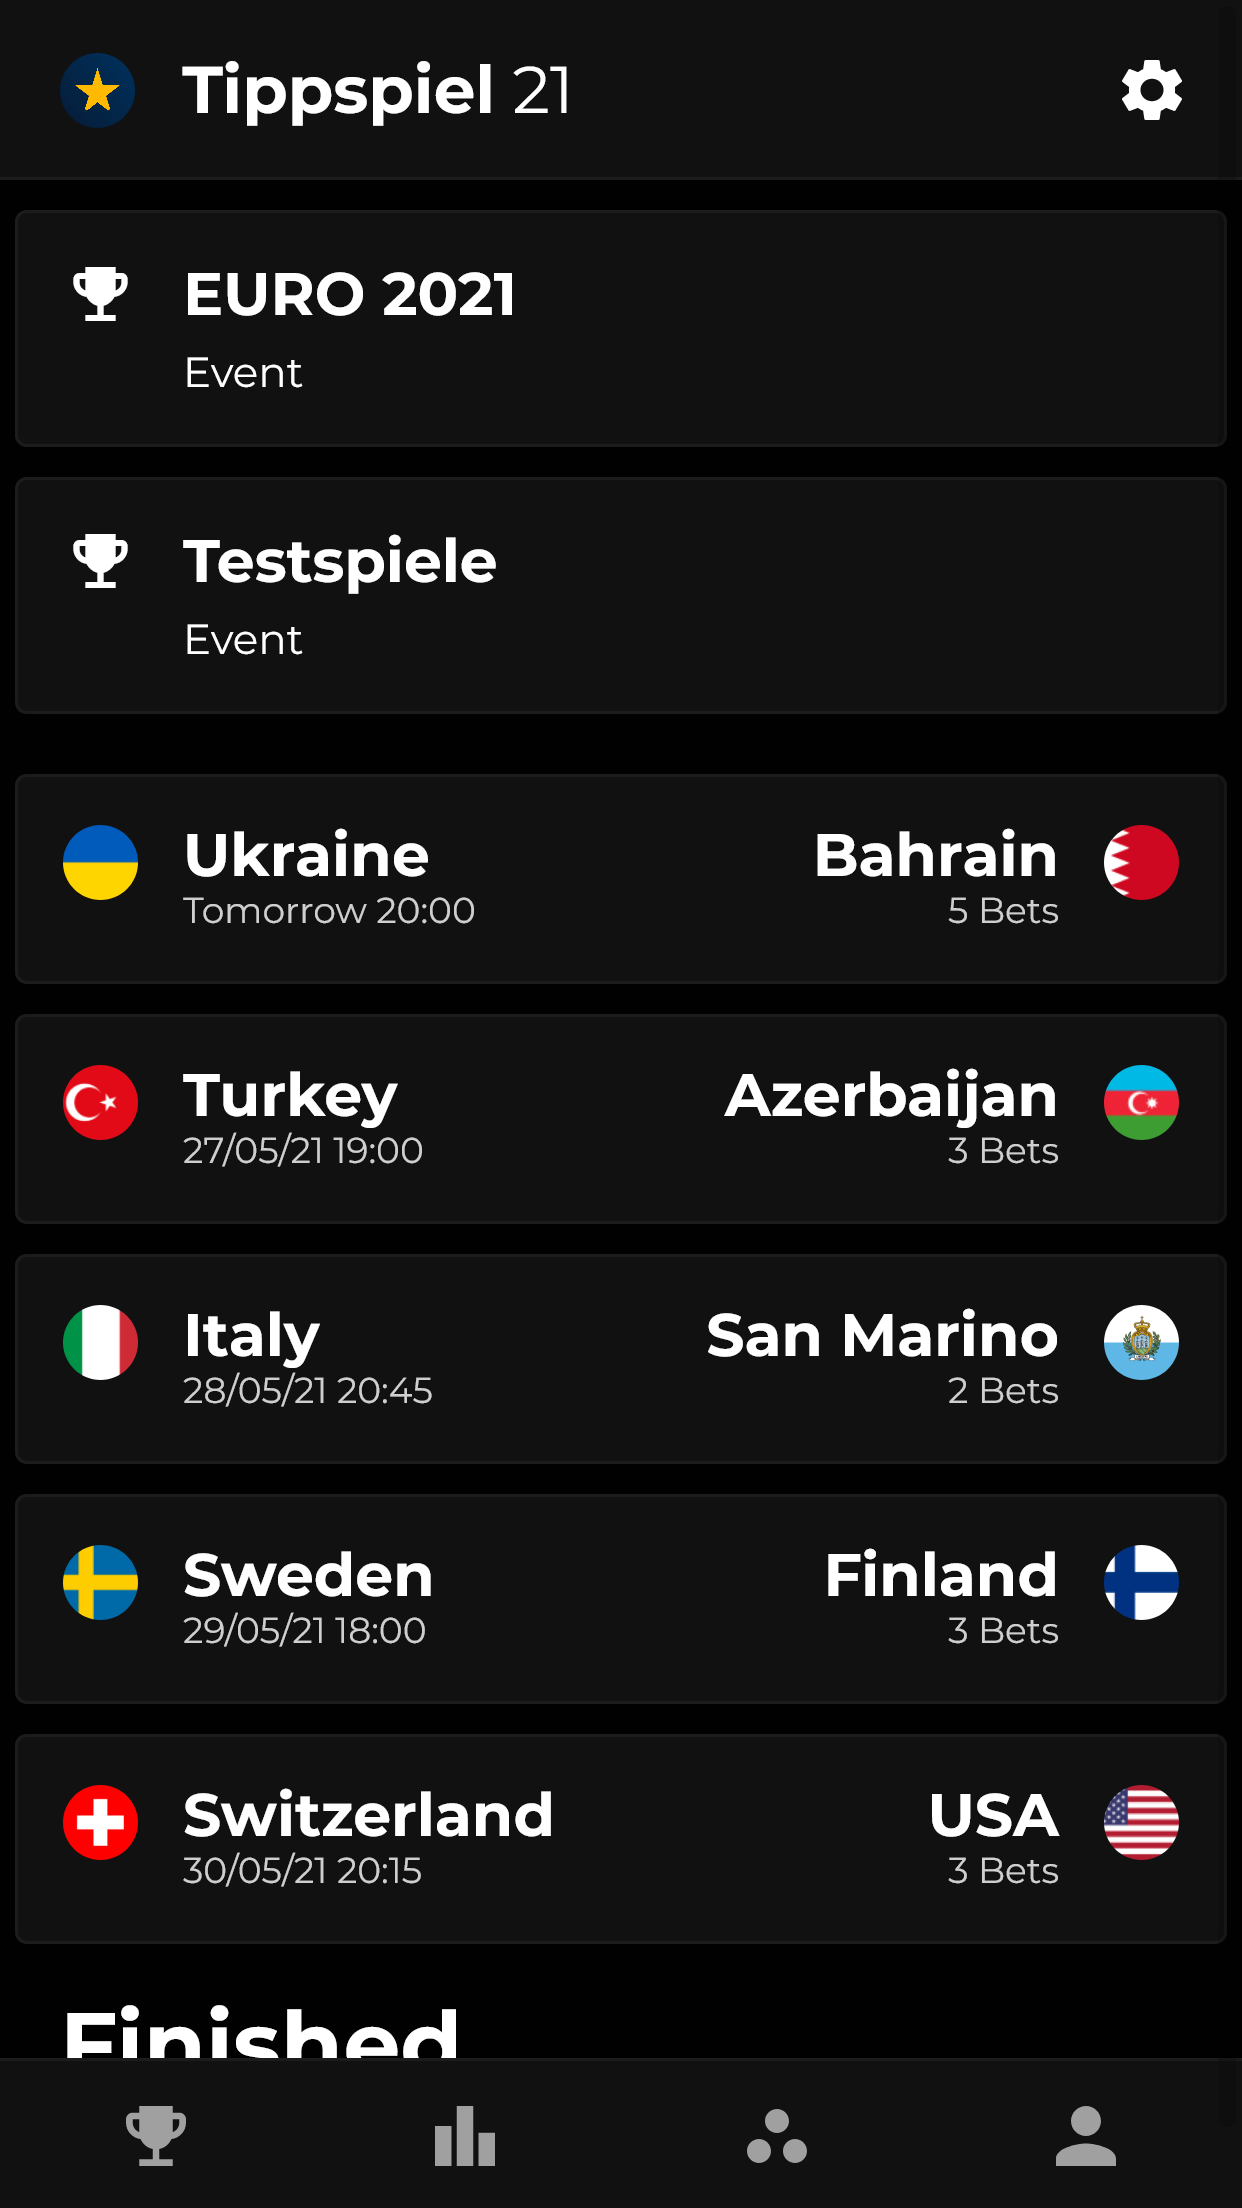 Tippspiel 21
EURO 2021
Event
Testspiele
Event
Ukraine Bahrain
Tomorrow 20:00 5 Bets
Turkey Azerbaijan
27/05/21 19:00 3 Bets
Italy San Marino
28/05/21 20:45 2 Bets
Sweden Finland
29/05/21 18:00 3 Bets
Switzerland USA
30/05/21 20:15 3 Bets
Finished